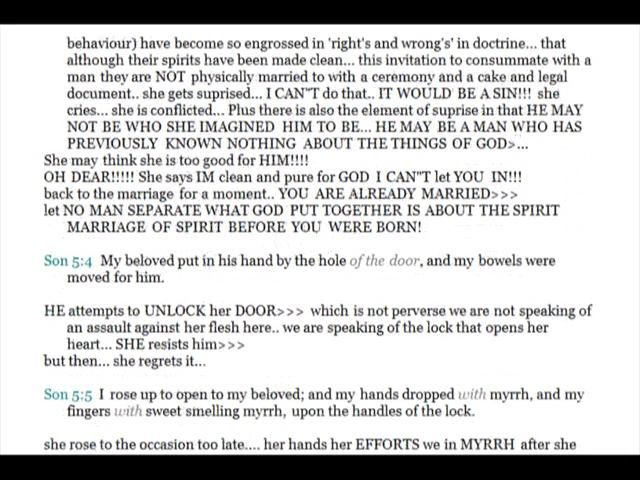 behaviour) have become so engrossed in 'right's and wrong's' in doctrine... that
although their spirits have been made clean... this invitation to consummate with a
man they are NOT physically married to with a ceremony and a cake and legal
document.. she gets suprised... I CAN"T do that.. IT WOULD BE A SIN!!! she
cries... she is conflicted... Plus there is also the element of suprise in that HE MAY
NOT BE WHO SHE IMAGINED HIM TO BE... HE MAY BE A MAN WHO HAS
PREVIOUSLY KNOWN NOTHING ABOUT THE THINGS OF GOD>...
She may think she is too good for HIM!!!!
OH DEAR!!!!! She says IM clean and pure for GOD I CAN"T let YOU IN!!!
back to the marriage for a moment.. YOU ARE ALREADY MARRIED>>>
let NO MAN SEPARATE WHAT GOD PUT TOGETHER IS ABOUT THE SPIRIT
MARRIAGE OF SPIRIT BEFORE YOU WERE BORN!
Son 5:4 My beloved put in his hand by the hole of the door, and my bowels were
moved for him.
HE attempts to UNLOCK her DOOR>>> which is not perverse we are not speaking of
an assault against her flesh here.. we are speaking of the lock that opens her
heart... SHE resists him>>>
but then... she regrets it...
Son 5:5 I rose up to open to my beloved; and my hands dropped with myrrh, and my
fingers with sweet smelling myrrh, upon the handles of the lock.
she rose to the occasion too late.... her hands her EFFORTS we in MYRRH after she